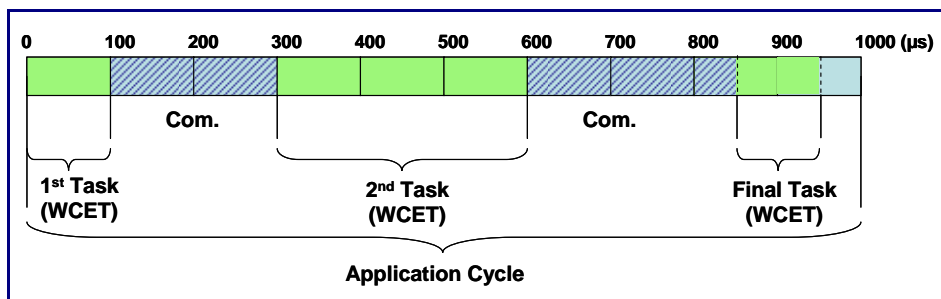 0 100 200 300 400 500 600 700 800 900 1000 (µs)
Com. Com.
1st Task 2nd Task Final Task
(WCET) (WCET) (WCET)
Application Cycle